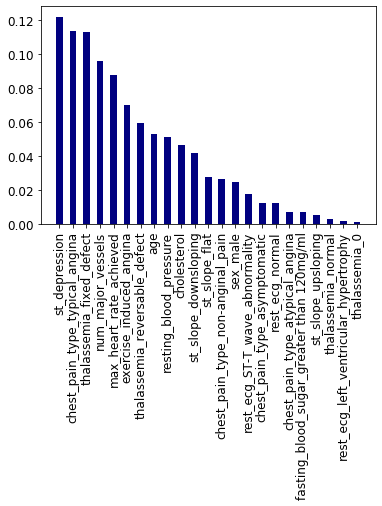 0.12
0.10
0.08
0.06
0.04
0.02
0.00
st_depression
chest_pain_type_typical_angina
thalassemia_fixed_defect
num_major_vessels
max_heart_rate_achieved
exercise_induced_angina
thalassemia_reversable_defect
age
resting_blood_pressure
cholesterol
st_slope_downsloping
st_slope_flat
chest_pain_type_non-anginal_pain
sex_male
rest_ecg_ST-T_wave_abnormality
chest_pain_type_asymptomatic
rest_ecg_normal
chest_pain_type_atypical_angina
fasting_blood_sugar_greater than 120mg/ml
st_slope_upsloping
thalassemia_normal
rest_ecg_left_ventricular_hypertrophy
thalassemia_0